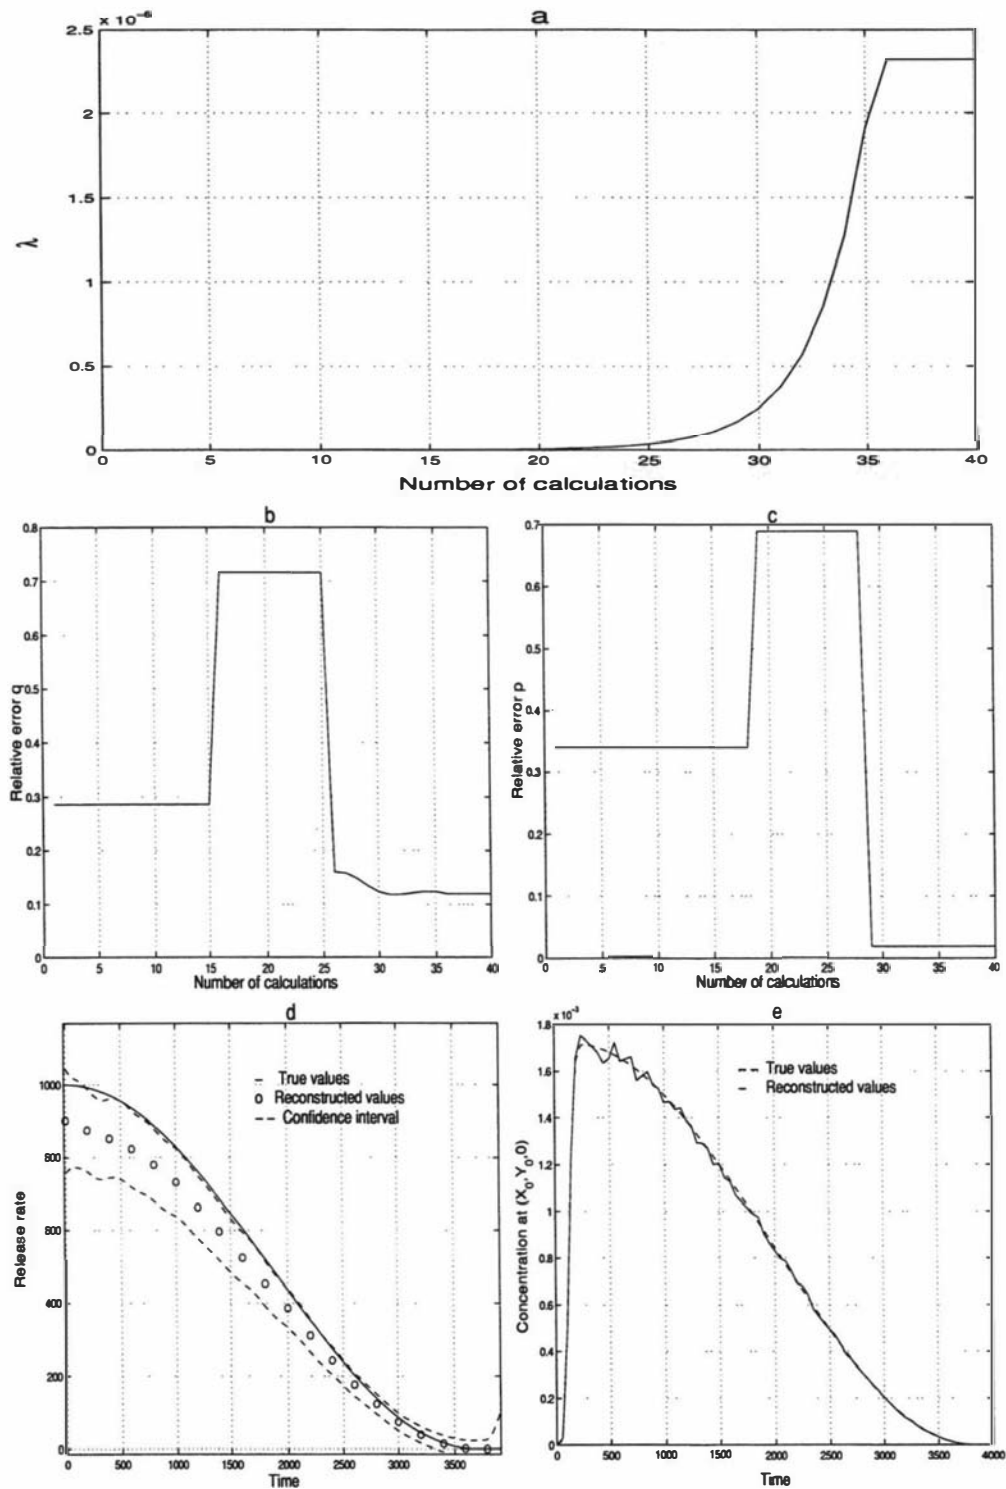 a
x 10⁻⁶
2.5
2
1.5
1
0.5
0
λ
0 5 10 15 20 25 30 35 40
Number of calculations
b
0.8
0.7
0.6
0.5
0.4
0.3
0.2
0.1
0
Relative error q
0 5 10 15 20 25 30 35 40
Number of calculations
c
0.7
0.6
0.5
0.4
0.3
0.2
0.1
0
Relative error p
0 5 10 15 20 25 30 35 40
Number of calculations
d
1000
800
600
400
200
0
Release rate
True values
Reconstructed values
Confidence interval
0 500 1000 1500 2000 2500 3000 3500
Time
e
x 10⁻³
1.8
1.6
1.4
1.2
1
0.8
0.6
0.4
0.2
0
Concentration at (X₀,Y₀,0)
True values
Reconstructed values
0 500 1000 1500 2000 2500 3000 3500 4000
Time